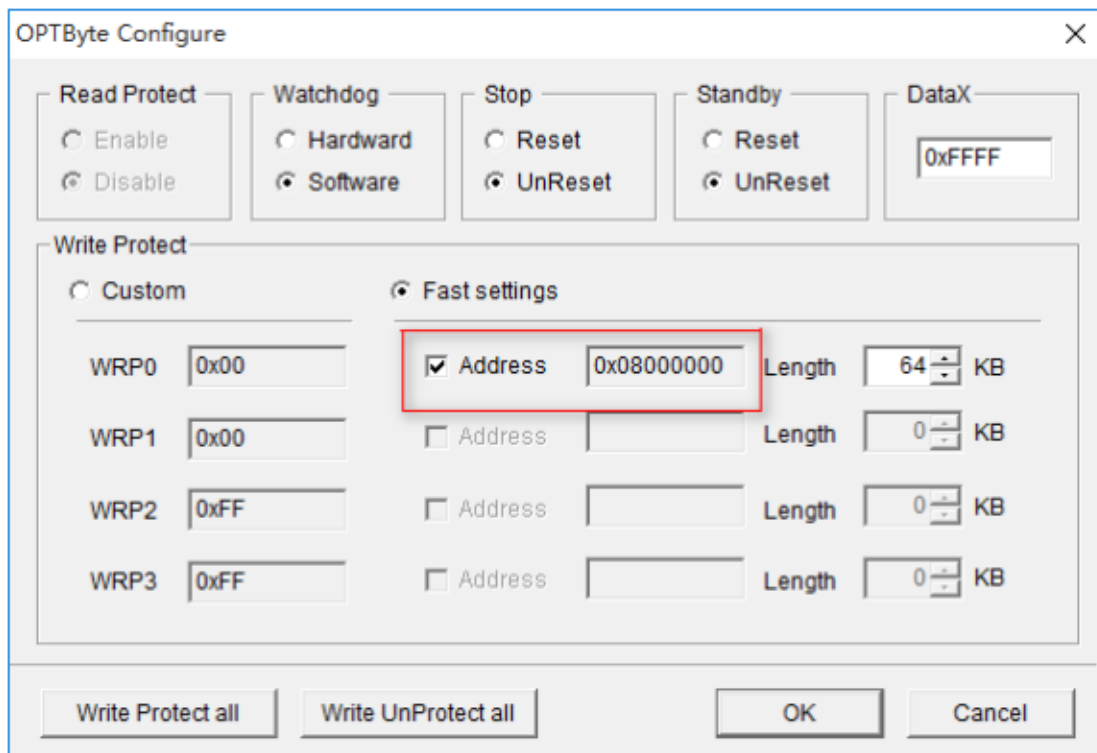 OPTByte Configure
Read Protect Watchdog Stop Standby DataX
Enable Hardward Reset Reset 0xFFFF
Disable Software UnReset UnReset
Write Protect
Custom Fast settings
WRP0 0x00 Address 0x08000000 Length 64 KB
WRP1 0x00 Address Length 0 KB
WRP2 0xFF Address Length 0 KB
WRP3 0xFF Address Length 0 KB
Write Protect all Write UnProtect all OK Cancel